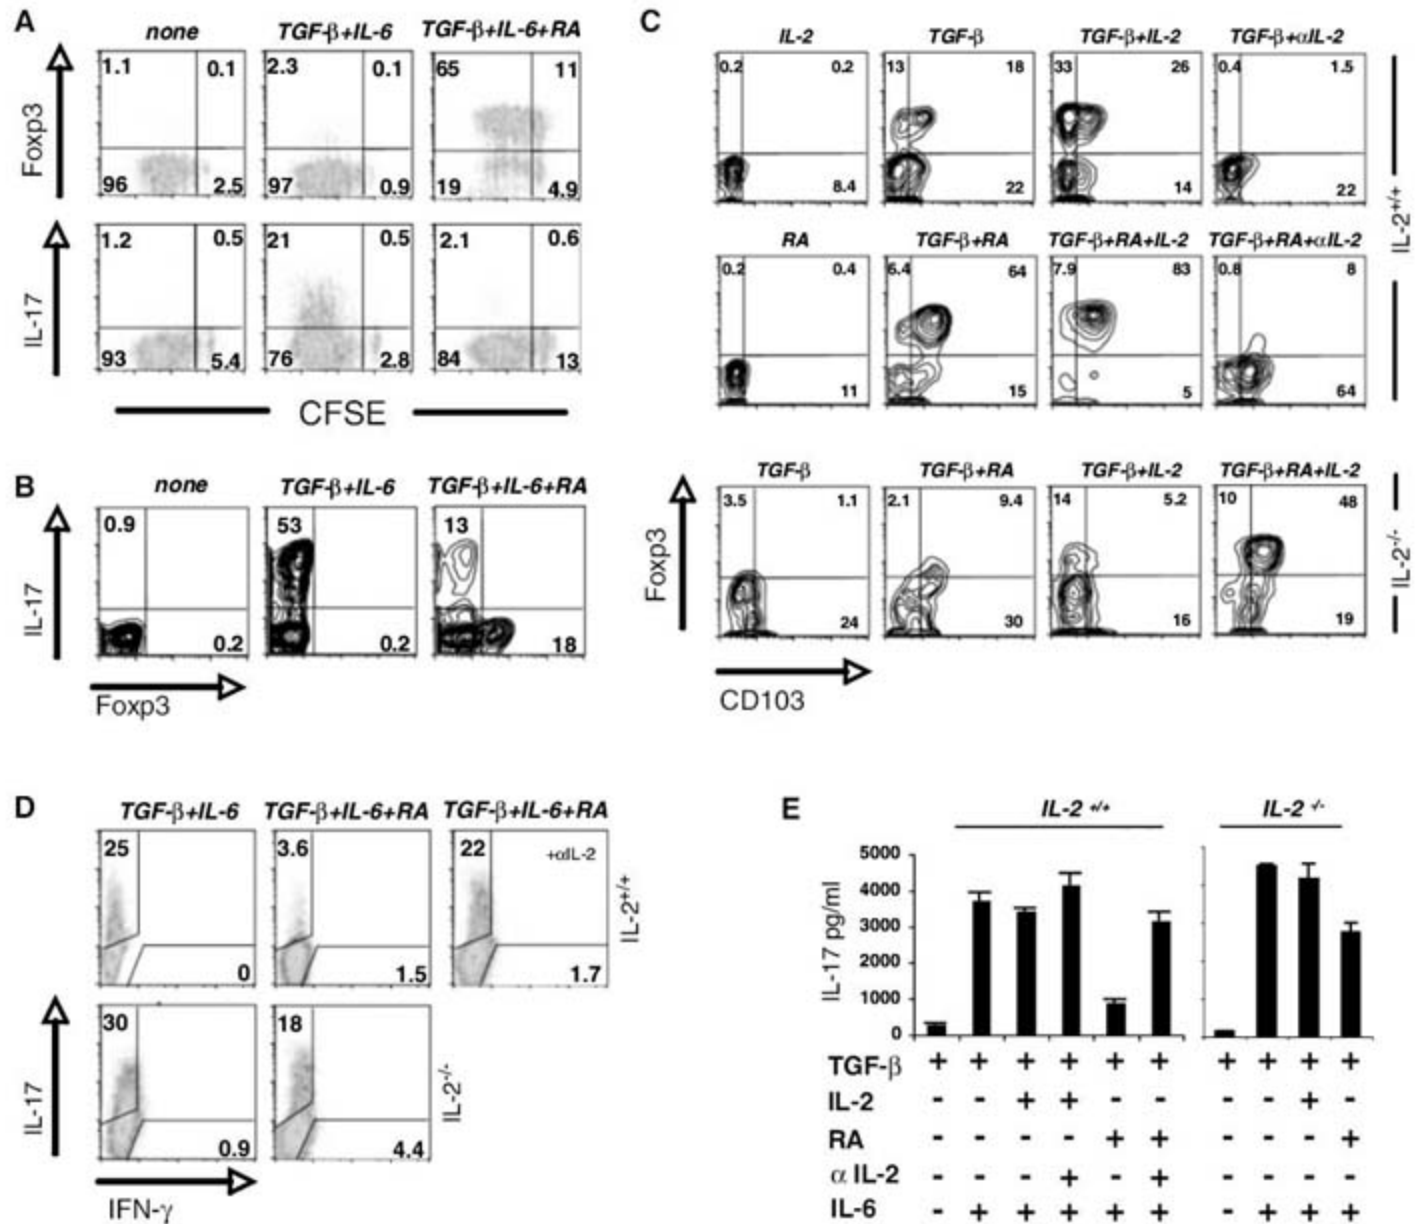 A
none TGF-β+IL-6 TGF-β+IL-6+RA
1.1 0.1 2.3 0.1 65 11
Foxp3
96 2.5 97 0.9 19 4.9
1.2 0.5 21 0.5 2.1 0.6
IL-17
93 5.4 76 2.8 84 13
CFSE
B
none TGF-β+IL-6 TGF-β+IL-6+RA
0.9 53 13
IL-17
0.2 0.2 18
Foxp3
C
IL-2 TGF-β TGF-β+IL-2 TGF-β+αIL-2
0.2 0.2 13 18 33 26 0.4 1.5
8.4 22 14 22
IL-2+/+
RA TGF-β+RA TGF-β+RA+IL-2 TGF-β+RA+αIL-2
0.2 0.4 6.4 64 7.9 83 0.8 8
11 15 5 64
TGF-β TGF-β+RA TGF-β+IL-2 TGF-β+RA+IL-2
3.5 1.1 2.1 9.4 14 5.2 10 48
Foxp3
IL-2-/-
24 30 16 19
CD103
D
TGF-β+IL-6 TGF-β+IL-6+RA TGF-β+IL-6+RA
25 3.6 22 +αIL-2
IL-2+/+
0 1.5 1.7
30 18
IL-17
IL-2-/-
0.9 4.4
IFN-γ
E
IL-2 +/+ IL-2 -/-
IL-17 pg/ml
5000
4000
3000
2000
1000
0
TGF-β + + + + + + + + + +
IL-2 - - + + - - - - + -
RA - - - - + + - - - +
α IL-2 - - - + - + - - - -
IL-6 - + + + + + - + + +